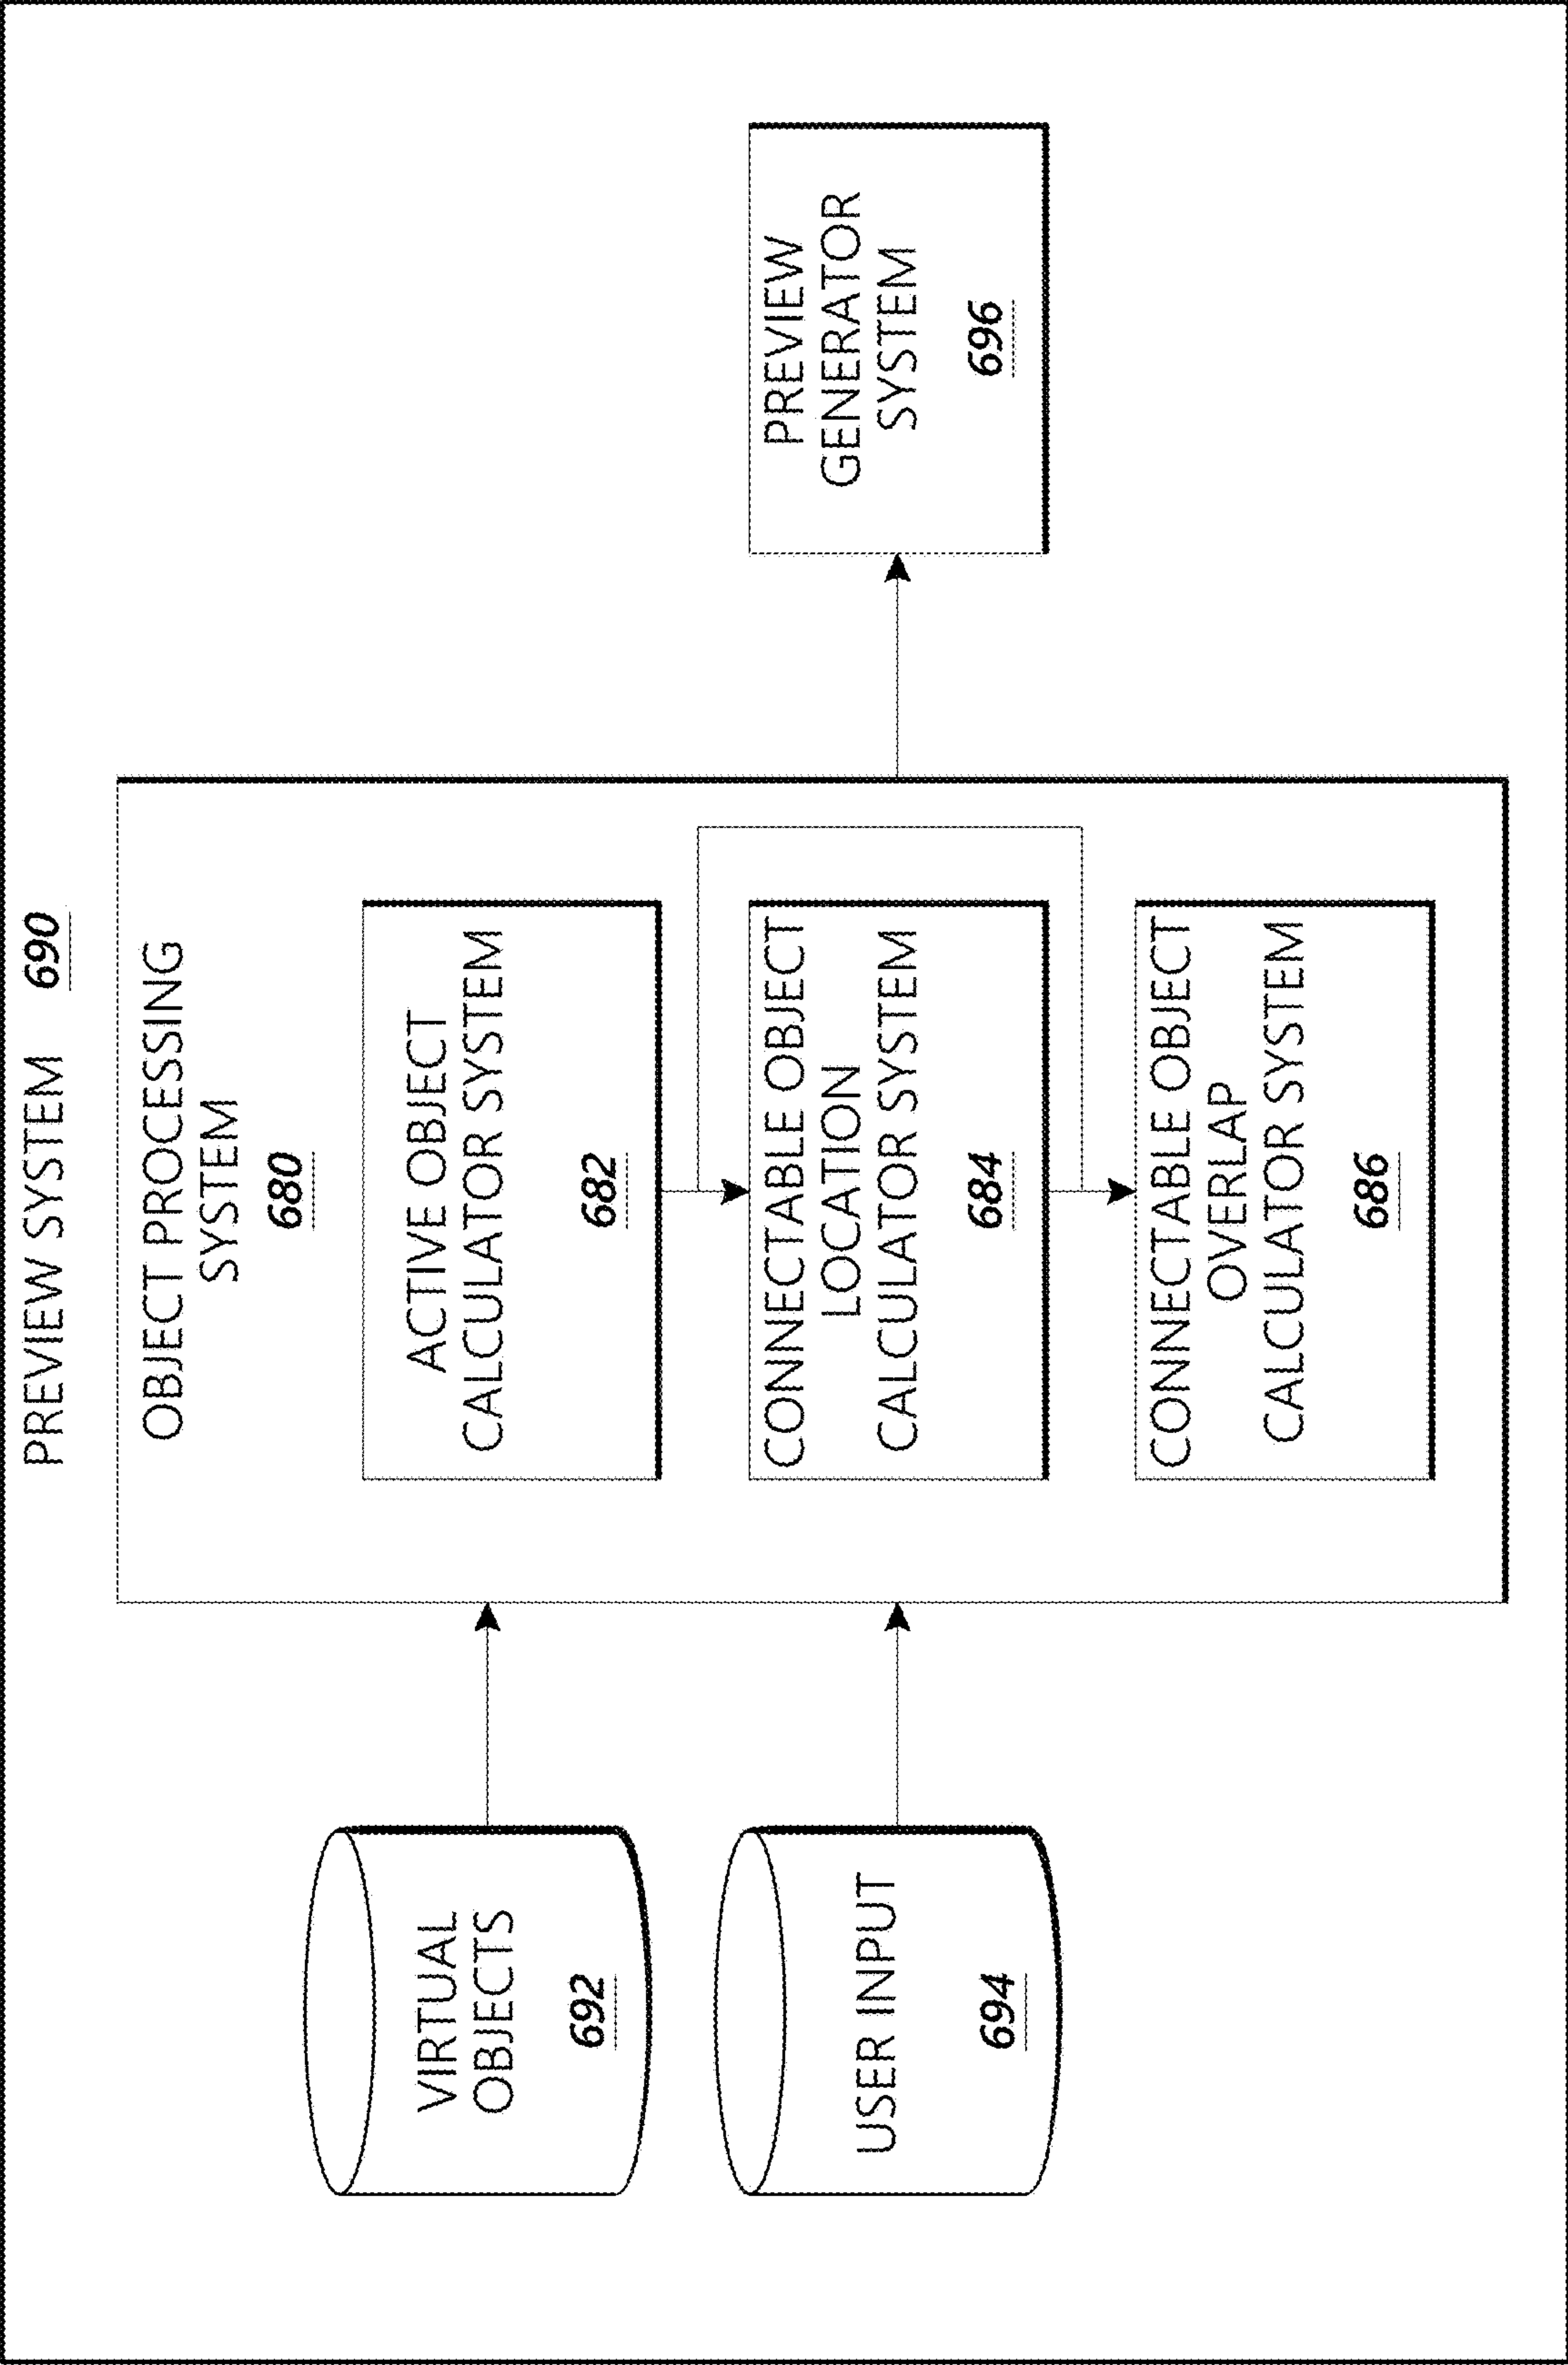 PREVIEW SYSTEM 690
VIRTUAL
OBJECTS
692
USER INPUT
694
OBJECT PROCESSING
SYSTEM
680
ACTIVE OBJECT
CALCULATOR SYSTEM
682
CONNECTABLE OBJECT
LOCATION
CALCULATOR SYSTEM
684
CONNECTABLE OBJECT
OVERLAP
CALCULATOR SYSTEM
686
PREVIEW
GENERATOR
SYSTEM
696